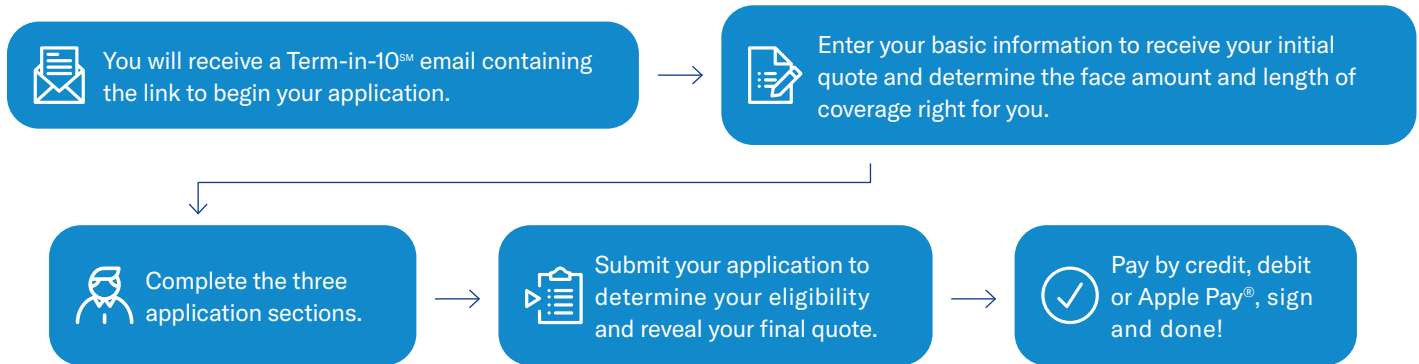 You will receive a Term-in-10℠ email containing
the link to begin your application.
Enter your basic information to receive your initial
quote and determine the face amount and length of
coverage right for you.
Complete the three
application sections.
Submit your application to
determine your eligibility
and reveal your final quote.
Pay by credit, debit
or Apple Pay®, sign
and done!